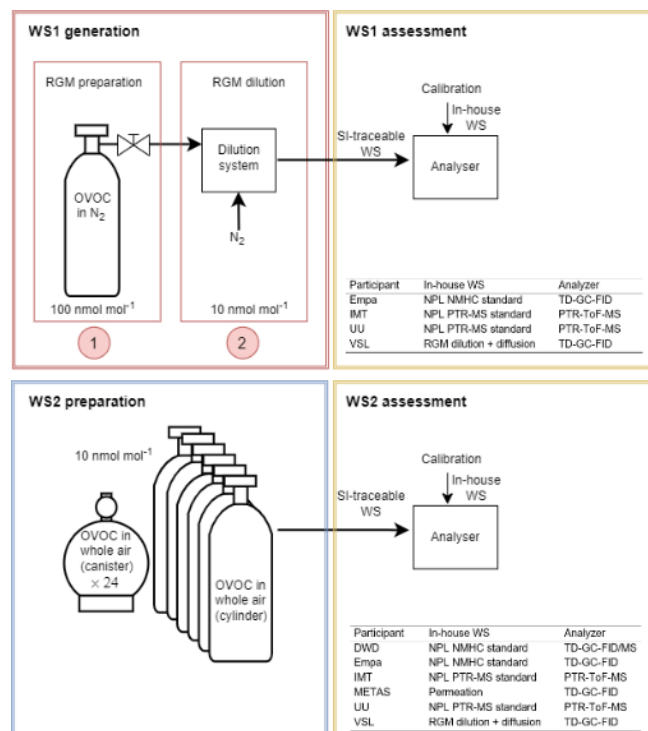 WS1 generation
RGM preparation
RGM dilution
OVOC
in N2
Dilution
system
N2
100 nmol mol-1
10 nmol mol-1
1
2
WS1 assessment
Calibration
In-house
WS
SI-traceable
WS
Analyser
Participant In-house WS Analyzer
Empa NPL NMHC standard TD-GC-FID
IMT NPL PTR-MS standard PTR-ToF-MS
UU NPL PTR-MS standard PTR-ToF-MS
VSL RGM dilution + diffusion TD-GC-FID
WS2 preparation
10 nmol mol-1
OVOC in
whole air
(canister)
× 24
OVOC in
whole air
(cylinder)
WS2 assessment
Calibration
In-house
WS
SI-traceable
WS
Analyser
Participant In-house WS Analyzer
DWD NPL NMHC standard TD-GC-FID/MS
Empa NPL NMHC standard TD-GC-FID
IMT NPL PTR-MS standard PTR-ToF-MS
METAS Permeation TD-GC-FID
UU NPL PTR-MS standard PTR-ToF-MS
VSL RGM dilution + diffusion TD-GC-FID